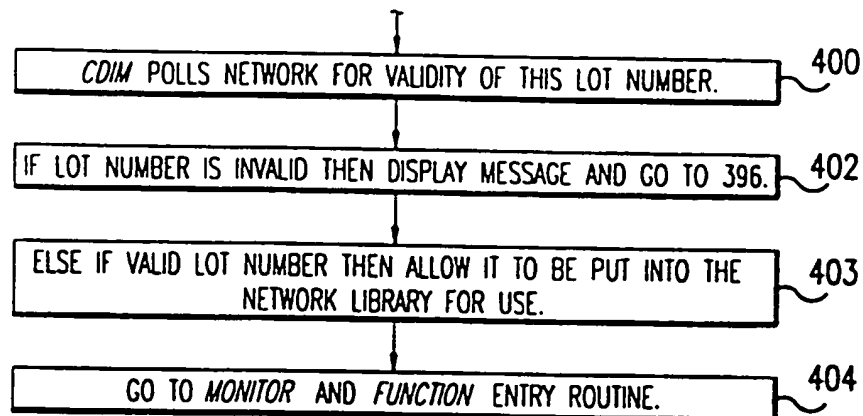 CDIM POLLS NETWORK FOR VALIDITY OF THIS LOT NUMBER.
400
IF LOT NUMBER IS INVALID THEN DISPLAY MESSAGE AND GO TO 396.
402
ELSE IF VALID LOT NUMBER THEN ALLOW IT TO BE PUT INTO THE
NETWORK LIBRARY FOR USE.
403
GO TO MONITOR AND FUNCTION ENTRY ROUTINE.
404